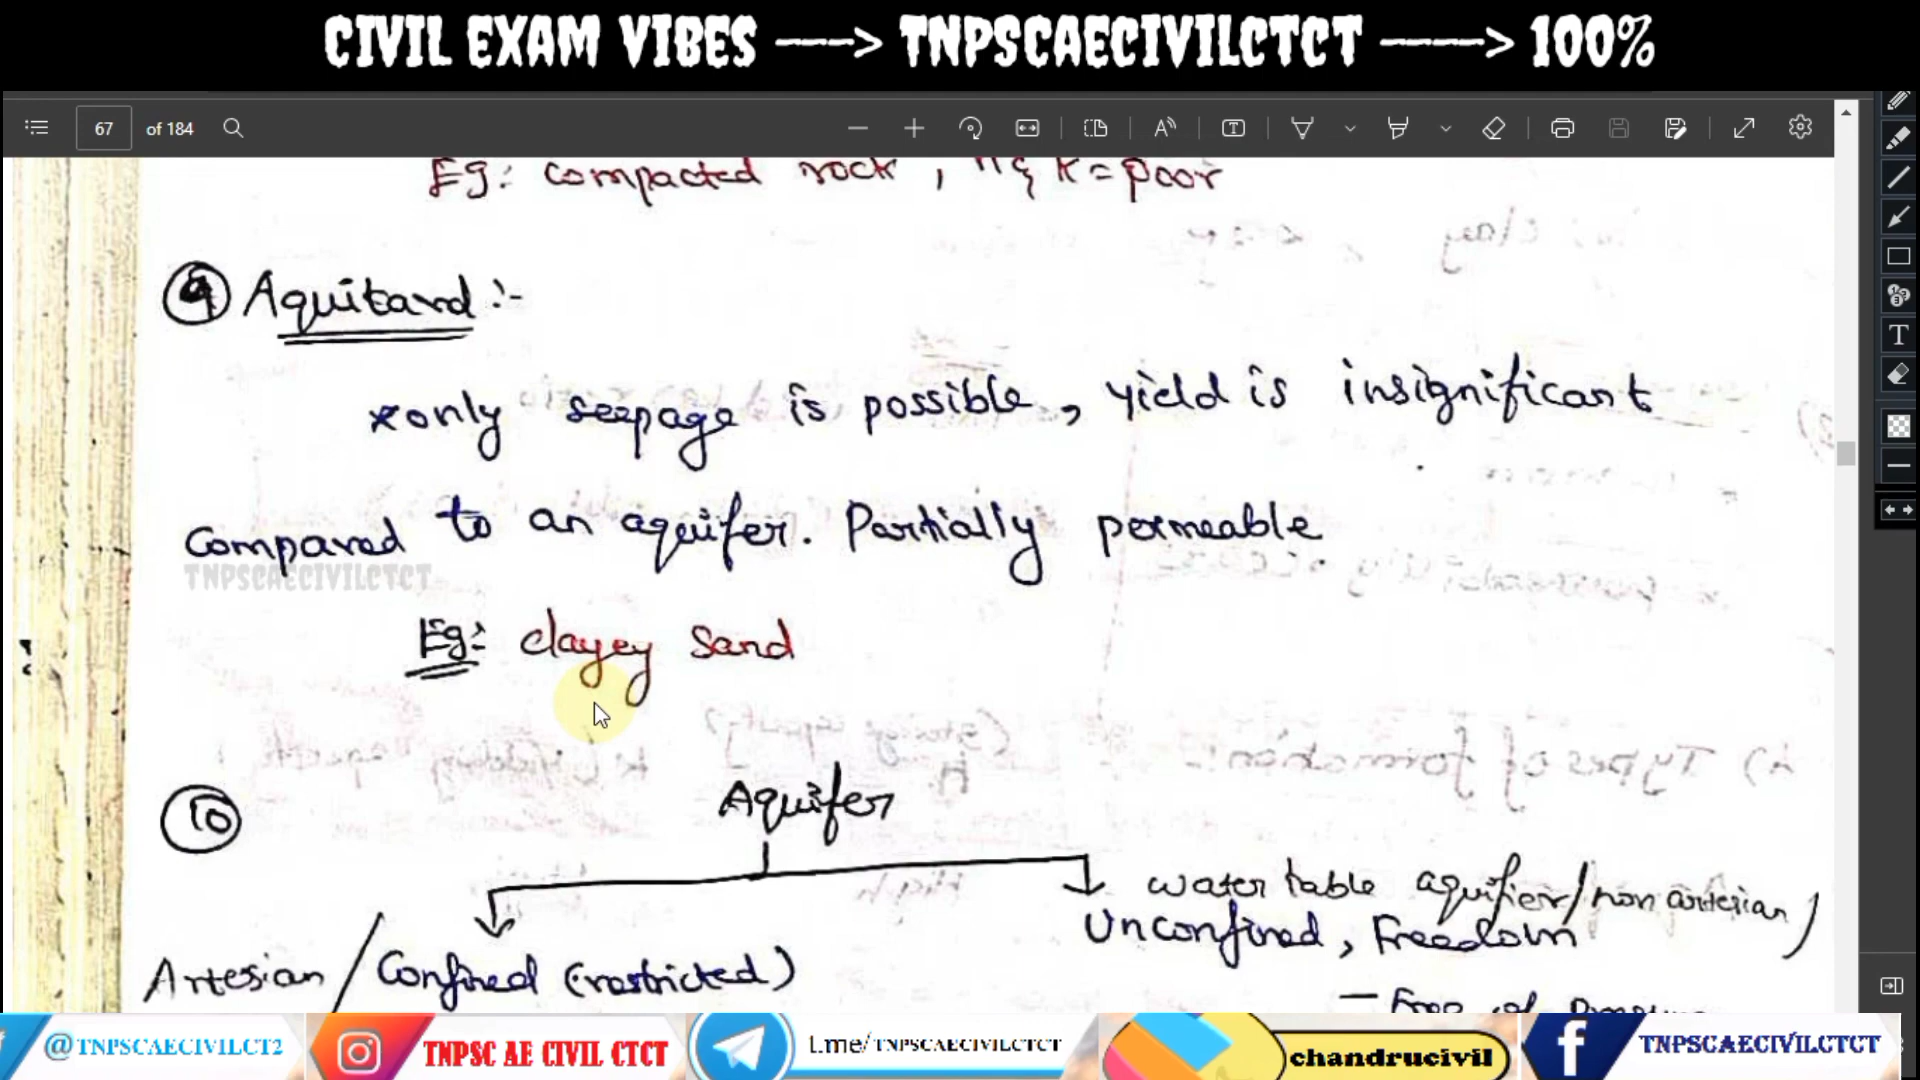 CIVIL EXAM VIBES ---> TNPSCAECIVILCTCT ----> 100%
67 of 184
Eg: compacted rock, n & K = poor
9 Aquitard :-
*only seepage is possible, yield is insignificant
compared to an aquifer. Partially permeable
TNPSCAECIVILCTCT
Eg: clayey sand
10
Aquifer
water table aquifier/non artesian/
Unconfined, Freedom
Artesian / Confined (restricted)
@TNPSCAECIVILCT2
TNPSC AE CIVIL CTCT
t.me/TNPSCAECIVILCTCT
chandrucivil
TNPSCAECIVILCTCT